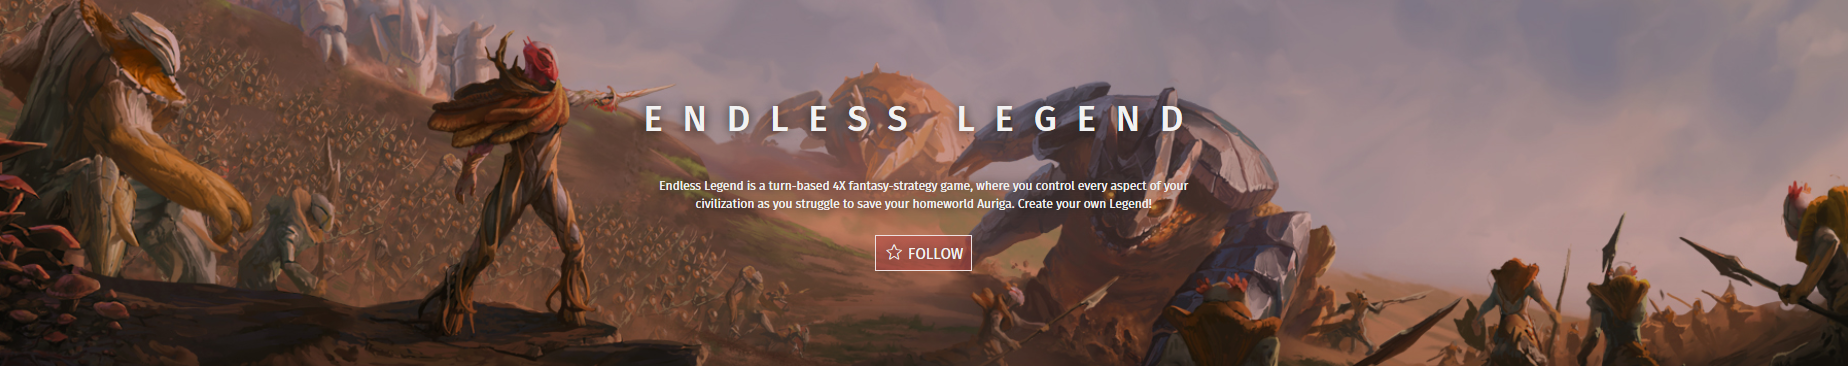 ENDLESS LEGEND
Endless Legend is a turn-based 4X fantasy-strategy game, where you control every aspect of your
civilization as you struggle to save your homeworld Auriga. Create your own Legend!
FOLLOW